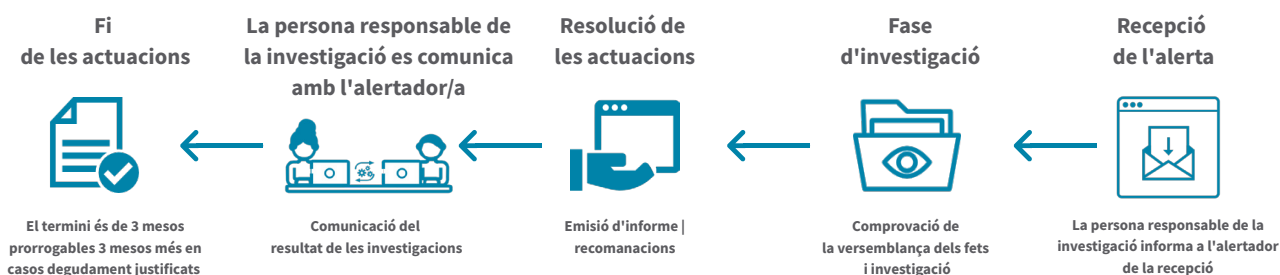 Fi
de les actuacions
El termini és de 3 mesos
prorrogables 3 mesos més en
casos degudament justificats
La persona responsable de
la investigació es comunica
amb l'alertador/a
Comunicació del
resultat de les investigacions
Resolució de
les actuacions
Emisió d'informe |
recomanacions
Fase
d'investigació
Comprovació de
la versemblança dels fets
i investigació
Recepció
de l'alerta
La persona responsable de la
investigació informa a l'alertador
de la recepció